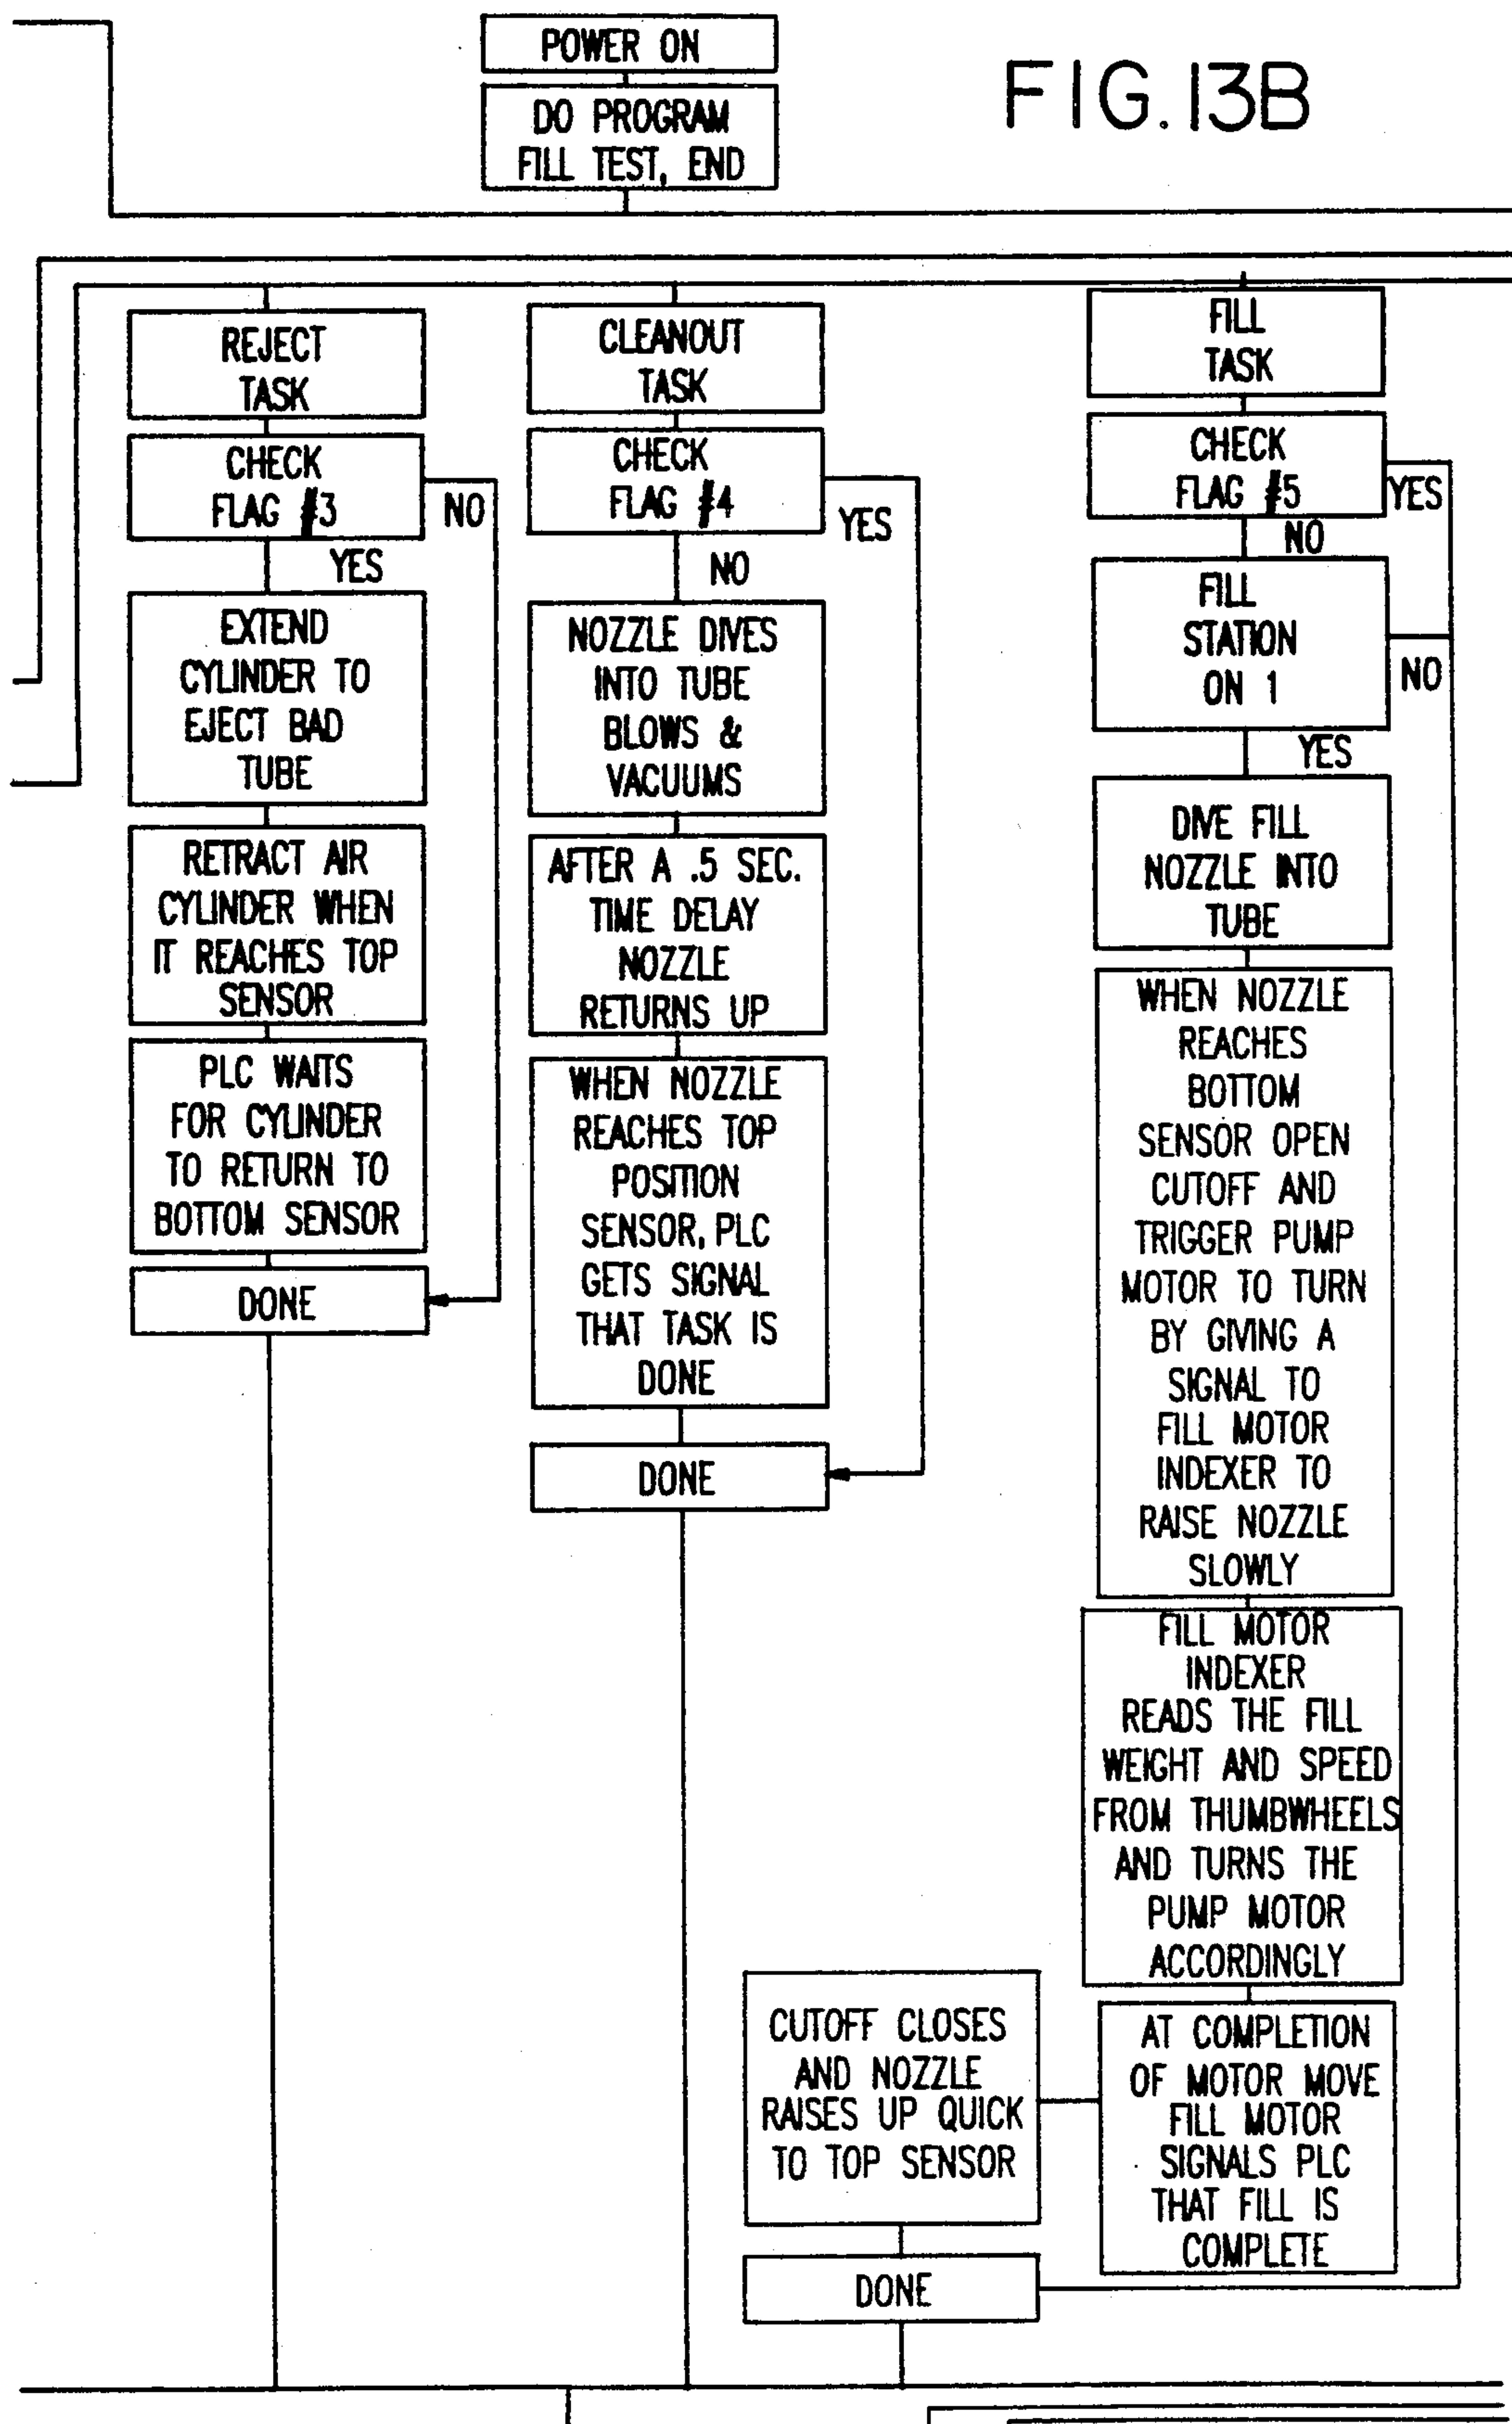 POWER ON
FIG. 13B
DO PROGRAM
FILL TEST, END
REJECT
TASK
CHECK
FLAG #3
NO
YES
EXTEND
CYLINDER TO
EJECT BAD
TUBE
RETRACT AIR
CYLINDER WHEN
IT REACHES TOP
SENSOR
PLC WAITS
FOR CYLINDER
TO RETURN TO
BOTTOM SENSOR
DONE
CLEANOUT
TASK
CHECK
FLAG #4
YES
NO
NOZZLE DIVES
INTO TUBE
BLOWS &
VACUUMS
AFTER A .5 SEC.
TIME DELAY
NOZZLE
RETURNS UP
WHEN NOZZLE
REACHES TOP
POSITION
SENSOR, PLC
GETS SIGNAL
THAT TASK IS
DONE
DONE
FILL
TASK
CHECK
FLAG #5
YES
NO
FILL
STATION
ON 1
NO
YES
DIVE FILL
NOZZLE INTO
TUBE
WHEN NOZZLE
REACHES
BOTTOM
SENSOR OPEN
CUTOFF AND
TRIGGER PUMP
MOTOR TO TURN
BY GIVING A
SIGNAL TO
FILL MOTOR
INDEXER TO
RAISE NOZZLE
SLOWLY
FILL MOTOR
INDEXER
READS THE FILL
WEIGHT AND SPEED
FROM THUMBWHEELS
AND TURNS THE
PUMP MOTOR
ACCORDINGLY
AT COMPLETION
OF MOTOR MOVE
FILL MOTOR
SIGNALS PLC
THAT FILL IS
COMPLETE
CUTOFF CLOSES
AND NOZZLE
RAISES UP QUICK
TO TOP SENSOR
DONE